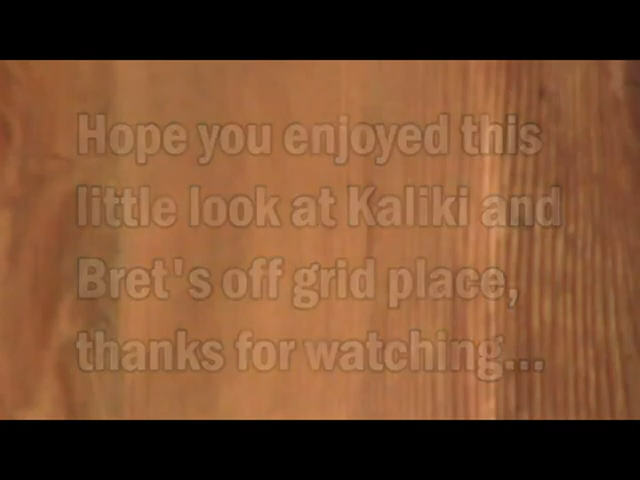 Hope you enjoyed this
little look at Kaliki and
Bret's off grid place,
thanks for watching...